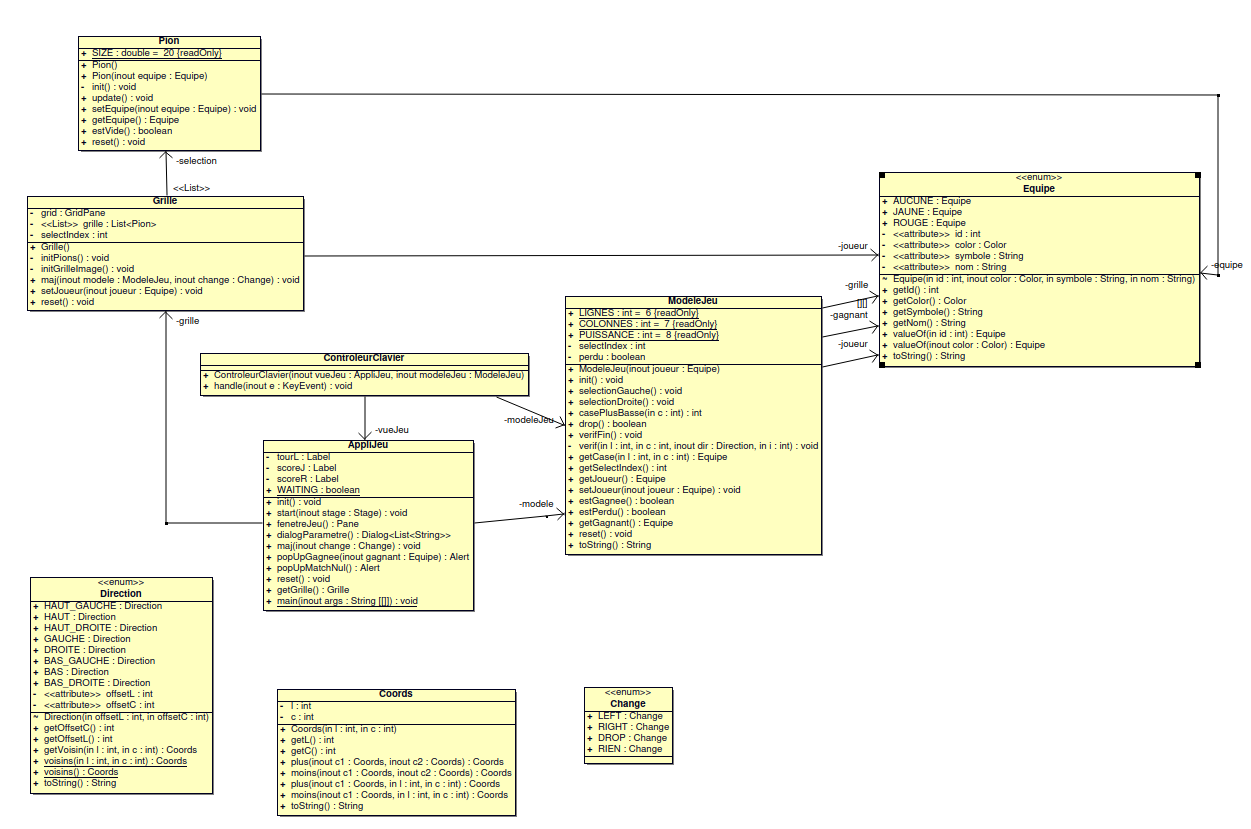 Pion
+ SIZE : double = 20 {readOnly}
+ Pion()
+ Pion(inout equipe : Equipe)
- init() : void
+ update() : void
+ setEquipe(inout equipe : Equipe) : void
+ getEquipe() : Equipe
+ estVide() : boolean
+ reset() : void
-selection
<<List>>
Grille
- grid : GridPane
- <<List>> grille : List<Pion>
- selectIndex : int
+ Grille()
- initPions() : void
- initGrilleImage() : void
+ maj(inout modele : ModeleJeu, inout change : Change) : void
+ setJoueur(inout joueur : Equipe) : void
+ reset() : void
-joueur
-grille
<<enum>>
Equipe
+ AUCUNE : Equipe
+ JAUNE : Equipe
+ ROUGE : Equipe
- <<attribute>> id : int
- <<attribute>> color : Color
- <<attribute>> symbole : String
- <<attribute>> nom : String
~ Equipe(in id : int, inout color : Color, in symbole : String, in nom : String)
+ getId() : int
+ getColor() : Color
+ getSymbole() : String
+ getNom() : String
+ valueOf(in id : int) : Equipe
+ valueOf(inout color : Color) : Equipe
+ toString() : String
-equipe
-grille
[][]
-gagnant
-joueur
ModeleJeu
+ LIGNES : int = 6 {readOnly}
+ COLONNES : int = 7 {readOnly}
+ PUISSANCE : int = 8 {readOnly}
- selectIndex : int
- perdu : boolean
+ ModeleJeu(inout joueur : Equipe)
+ init() : void
+ selectionGauche() : void
+ selectionDroite() : void
+ casePlusBasse(in c : int) : int
+ drop() : boolean
+ verifFin() : void
- verif(in l : int, in c : int, inout dir : Direction, in i : int) : void
+ getCase(in l : int, in c : int) : Equipe
+ getSelectIndex() : int
+ getJoueur() : Equipe
+ setJoueur(inout joueur : Equipe) : void
+ estGagnee() : boolean
+ estPerdu() : boolean
+ getGagnant() : Equipe
+ reset() : void
+ toString() : String
ControleurClavier
+ ControleurClavier(inout vueJeu : AppliJeu, inout modeleJeu : ModeleJeu)
+ handle(inout e : KeyEvent) : void
-modeleJeu
-vueJeu
AppliJeu
- tourL : Label
- scoreJ : Label
- scoreR : Label
+ WAITING : boolean
+ init() : void
+ start(inout stage : Stage) : void
+ fenetreJeu() : Pane
+ dialogParametre() : Dialog<List<String>>
+ maj(inout change : Change) : void
+ popUpGagnee(inout gagnant : Equipe) : Alert
+ popUpMatchNul() : Alert
+ reset() : void
+ getGrille() : Grille
+ main(inout args : String [[]]) : void
-modele
<<enum>>
Direction
+ HAUT_GAUCHE : Direction
+ HAUT : Direction
+ HAUT_DROITE : Direction
+ GAUCHE : Direction
+ DROITE : Direction
+ BAS_GAUCHE : Direction
+ BAS : Direction
+ BAS_DROITE : Direction
- <<attribute>> offsetL : int
- <<attribute>> offsetC : int
~ Direction(in offsetL : int, in offsetC : int)
+ getOffsetC() : int
+ getOffsetL() : int
+ getVoisin(in l : int, in c : int) : Coords
+ voisins(in l : int, in c : int) : Coords
+ voisins() : Coords
+ toString() : String
Coords
- l : int
- c : int
+ Coords(in l : int, in c : int)
+ getL() : int
+ getC() : int
+ plus(inout c1 : Coords, inout c2 : Coords) : Coords
+ moins(inout c1 : Coords, inout c2 : Coords) : Coords
+ plus(inout c1 : Coords, in l : int, in c : int) : Coords
+ moins(inout c1 : Coords, in l : int, in c : int) : Coords
+ toString() : String
<<enum>>
Change
+ LEFT : Change
+ RIGHT : Change
+ DROP : Change
+ RIEN : Change